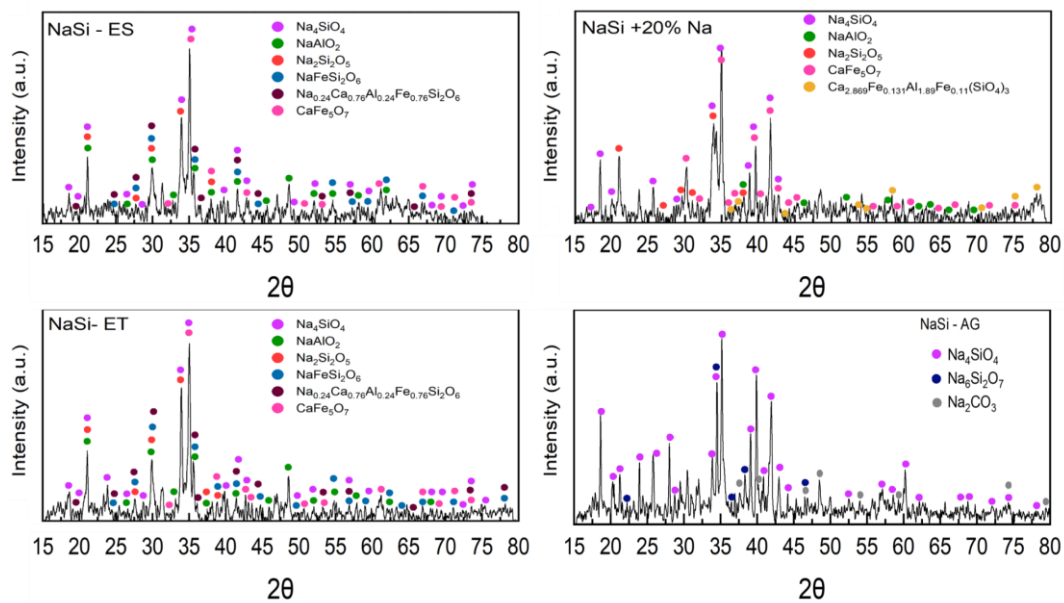 NaSi - ES
Na₄SiO₄
NaAlO₂
Na₂Si₂O₅
NaFeSi₂O₆
Na₀.₂₄Ca₀.₇₆Al₀.₂₄Fe₀.₇₆Si₂O₆
CaFe₅O₇
Intensity (a.u.)
15 20 25 30 35 40 45 50 55 60 65 70 75 80
2θ
NaSi +20% Na
Na₄SiO₄
NaAlO₂
Na₂Si₂O₅
CaFe₅O₇
Ca₂.₈₆₉Fe₀.₁₃₁Al₁.₈₉Fe₀.₁₁(SiO₄)₃
Intensity (a.u.)
15 20 25 30 35 40 45 50 55 60 65 70 75 80
2θ
NaSi- ET
Na₄SiO₄
NaAlO₂
Na₂Si₂O₅
NaFeSi₂O₆
Na₀.₂₄Ca₀.₇₆Al₀.₂₄Fe₀.₇₆Si₂O₆
CaFe₅O₇
Intensity (a.u.)
15 20 25 30 35 40 45 50 55 60 65 70 75 80
2θ
NaSi - AG
Na₄SiO₄
Na₆Si₂O₇
Na₂CO₃
Intensity (a.u.)
15 20 25 30 35 40 45 50 55 60 65 70 75 80
2θ